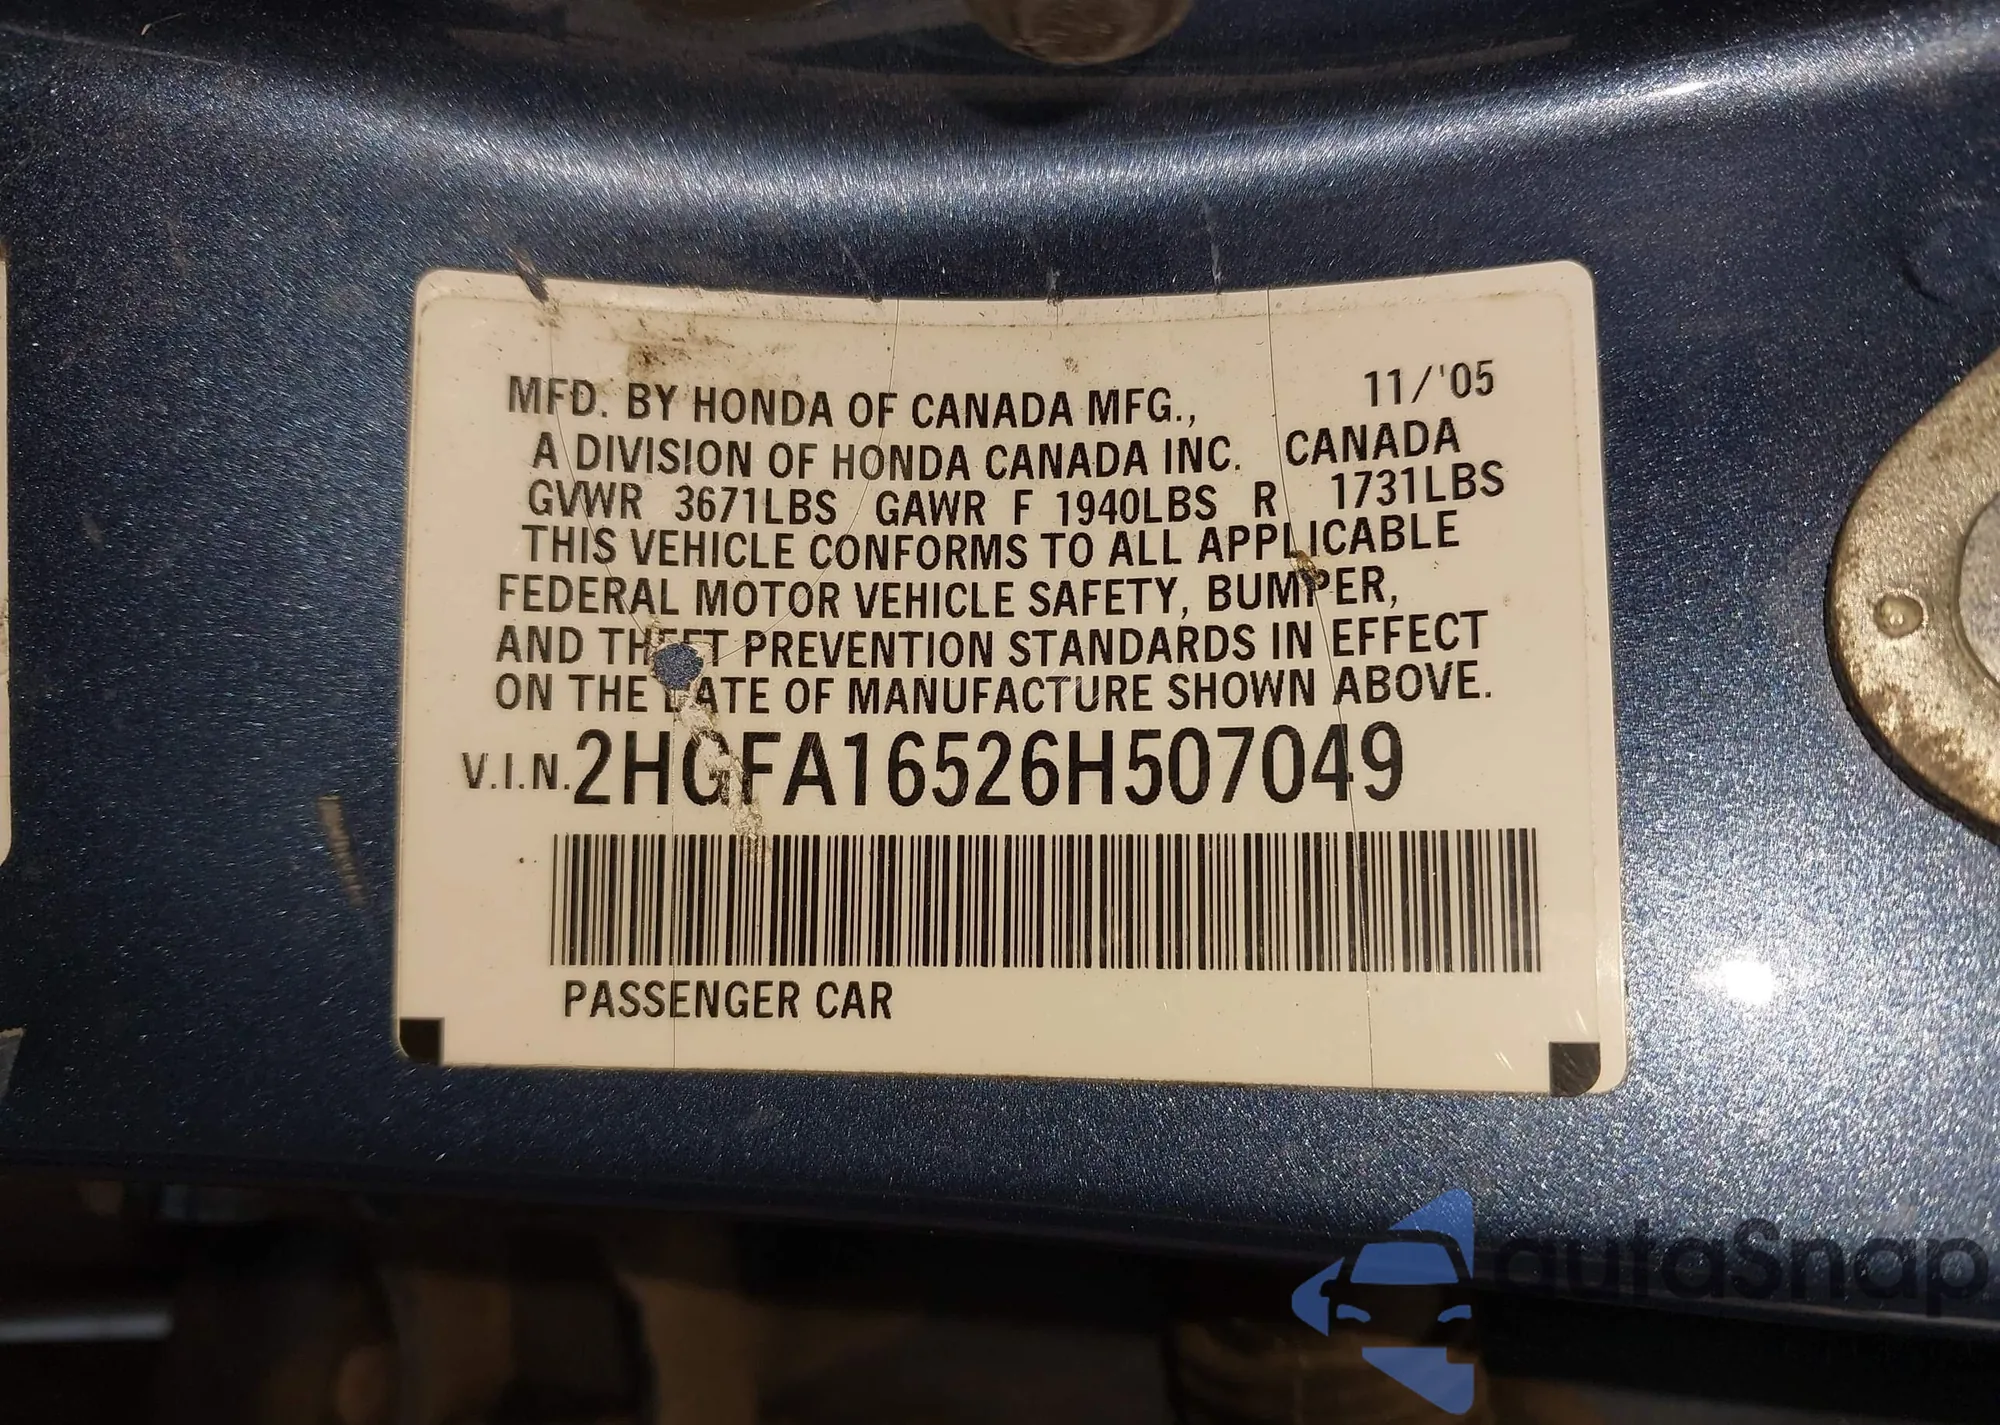 MFD. BY HONDA OF CANADA MFG., 11/'05
A DIVISION OF HONDA CANADA INC. CANADA
GVWR 3671LBS GAWR F 1940LBS R 1731LBS
THIS VEHICLE CONFORMS TO ALL APPLICABLE
FEDERAL MOTOR VEHICLE SAFETY, BUMPER,
AND THEFT PREVENTION STANDARDS IN EFFECT
ON THE DATE OF MANUFACTURE SHOWN ABOVE.
V.I.N. 2HGFA16526H507049
PASSENGER CAR
autaSnap